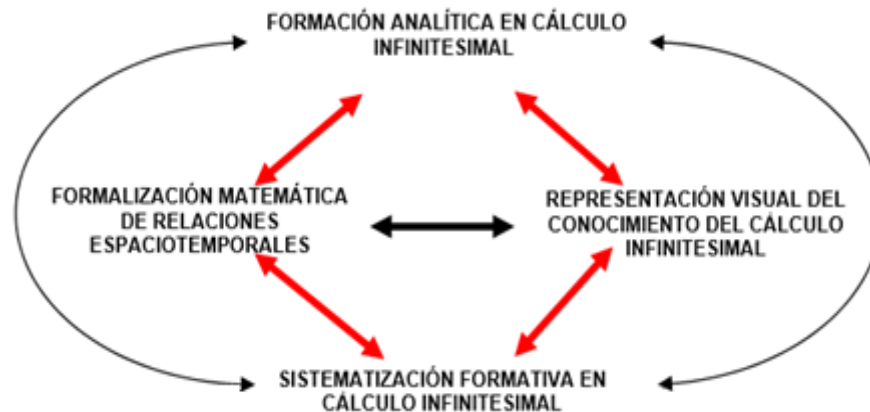 FORMACIÓN ANALÍTICA EN CÁLCULO
INFINITESIMAL
FORMALIZACIÓN MATEMÁTICA
DE RELACIONES
ESPACIOTEMPORALES
REPRESENTACIÓN VISUAL DEL
CONOCIMIENTO DEL CÁLCULO
INFINITESIMAL
SISTEMATIZACIÓN FORMATIVA EN
CÁLCULO INFINITESIMAL